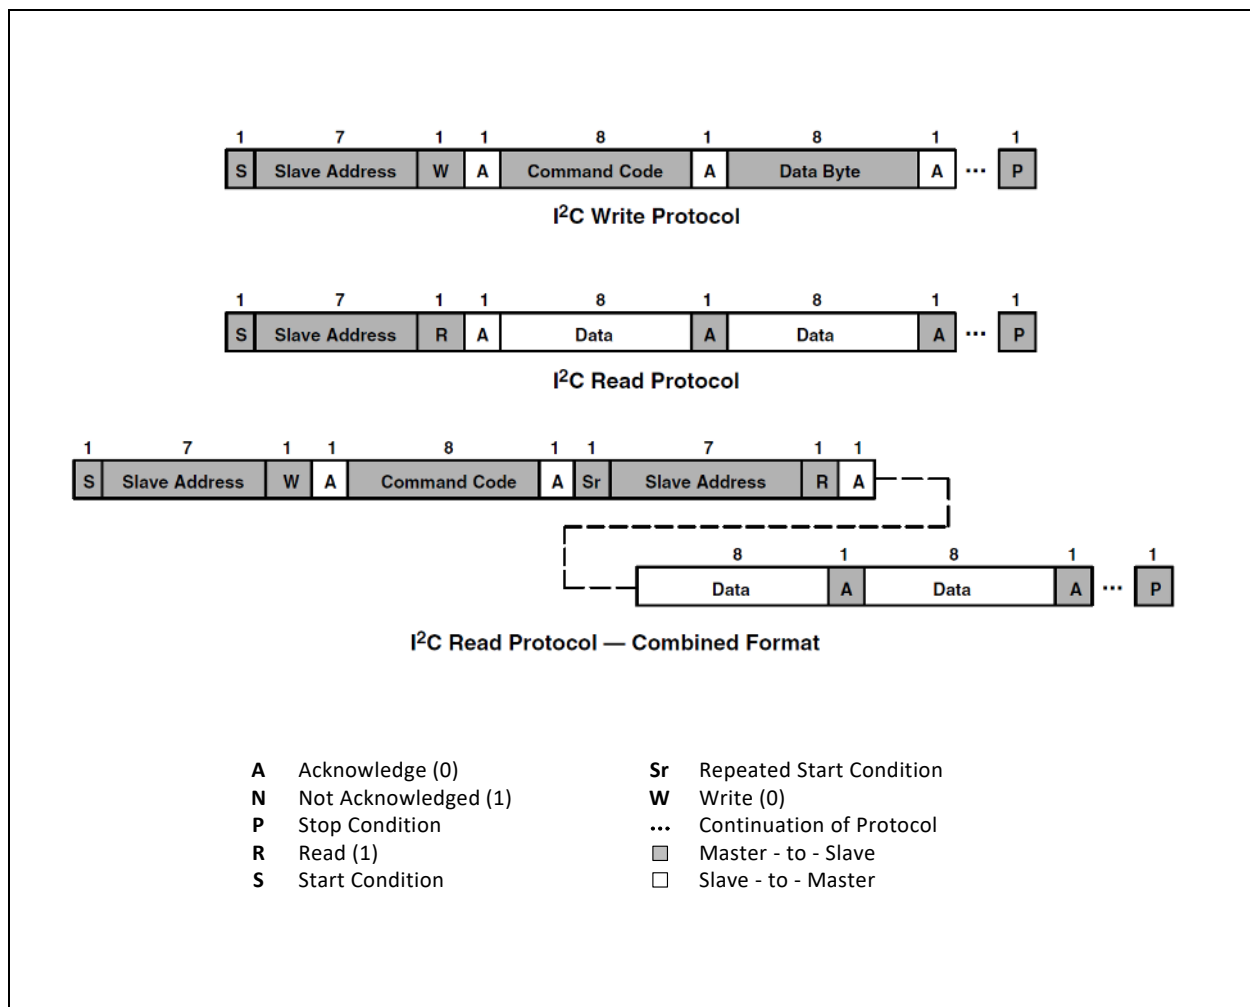 1 7 1 1 8 1 8 1 1
S Slave Address W A Command Code A Data Byte A ... P
I²C Write Protocol
1 7 1 1 8 1 8 1 1
S Slave Address R A Data A Data A ... P
I²C Read Protocol
1 7 1 1 8 1 1 7 1 1
S Slave Address W A Command Code A Sr Slave Address R A
8 1 8 1 1
Data A Data A ... P
I²C Read Protocol — Combined Format
A Acknowledge (0)
N Not Acknowledged (1)
P Stop Condition
R Read (1)
S Start Condition
Sr Repeated Start Condition
W Write (0)
... Continuation of Protocol
Master - to - Slave
Slave - to - Master